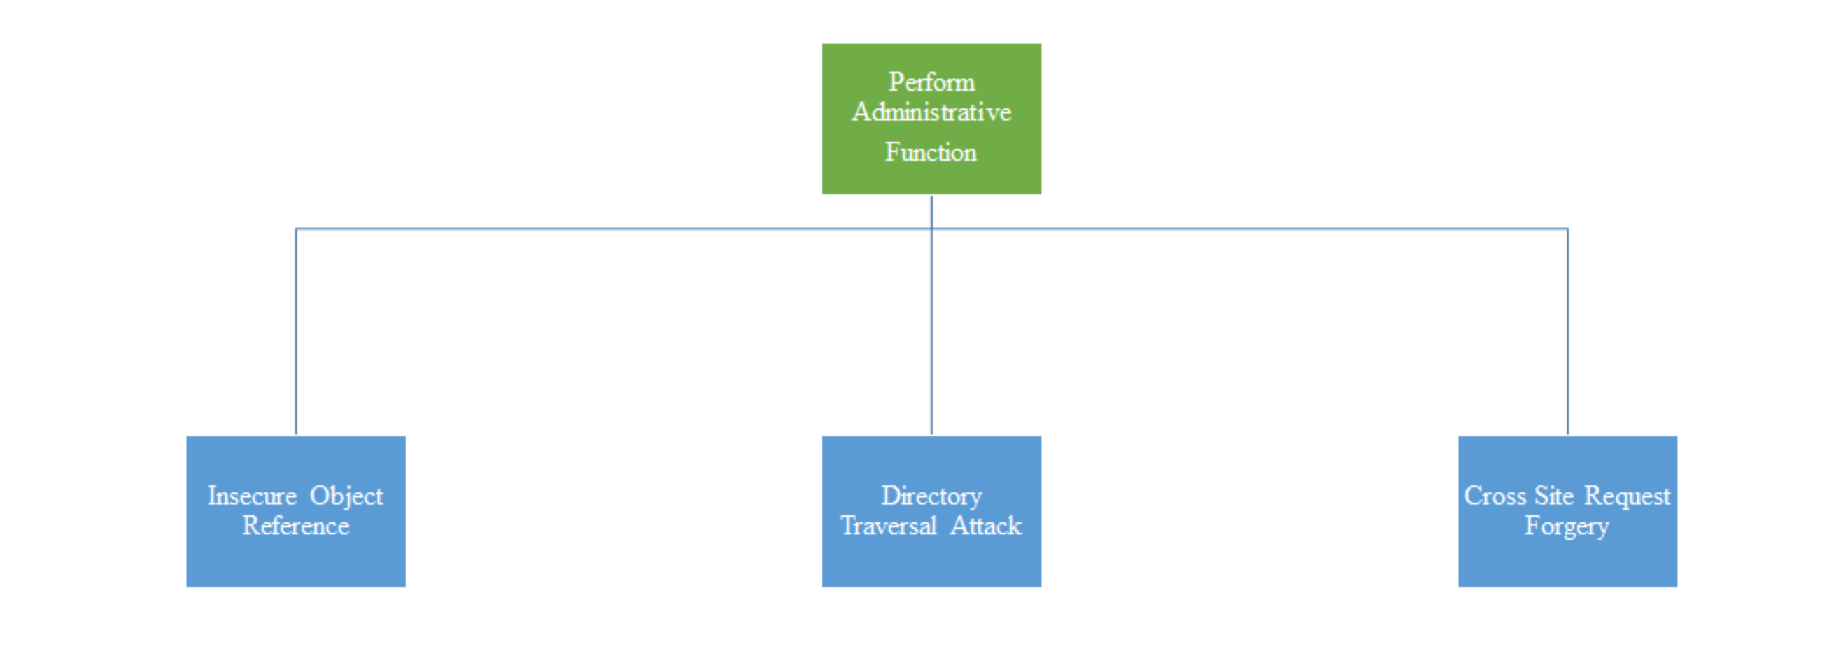 Perform
Administrative
Function
Insecure Object
Reference
Directory
Traversal Attack
Cross Site Request
Forgery